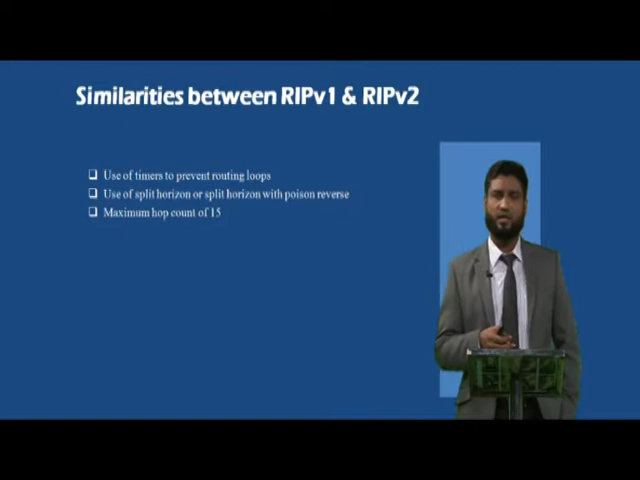 Similarities between RIPv1 & RIPv2
Use of timers to prevent routing loops
Use of split horizon or split horizon with poison reverse
Maximum hop count of 15